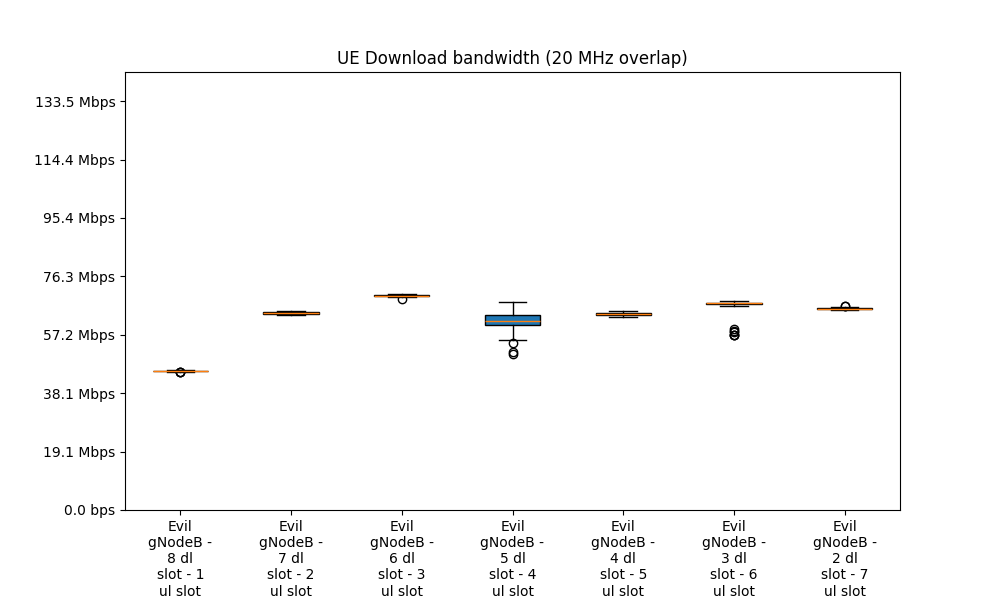 UE Download bandwidth (20 MHz overlap)
133.5 Mbps
114.4 Mbps
95.4 Mbps
76.3 Mbps
57.2 Mbps
38.1 Mbps
19.1 Mbps
0.0 bps
Evil
gNodeB -
8 dl
slot - 1
ul slot
Evil
gNodeB -
7 dl
slot - 2
ul slot
Evil
gNodeB -
6 dl
slot - 3
ul slot
Evil
gNodeB -
5 dl
slot - 4
ul slot
Evil
gNodeB -
4 dl
slot - 5
ul slot
Evil
gNodeB -
3 dl
slot - 6
ul slot
Evil
gNodeB -
2 dl
slot - 7
ul slot